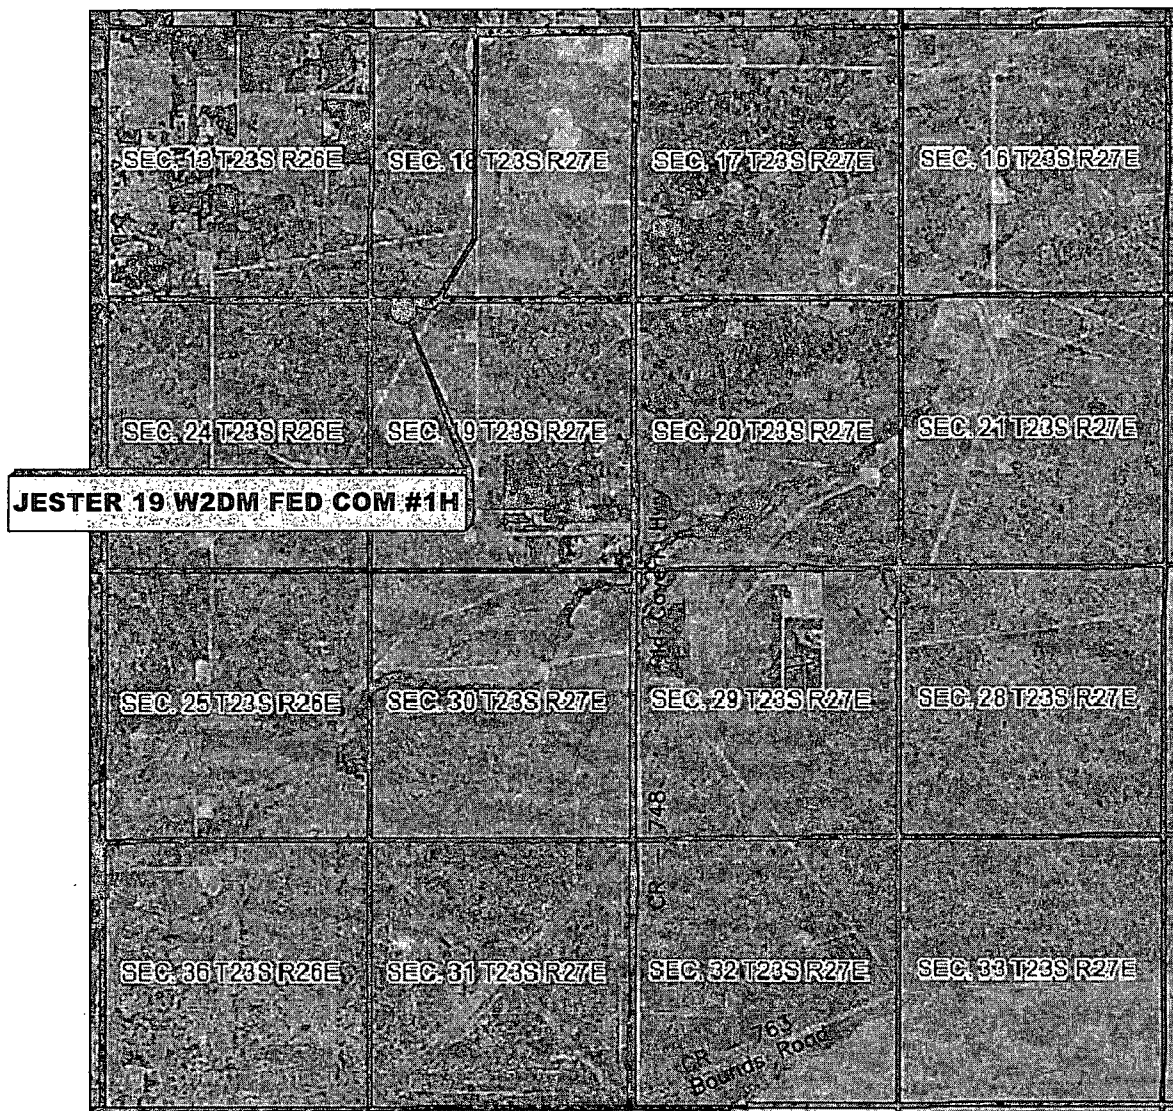 SEC. 13 T23S R26E
SEC. 18 T23S R27E
SEC. 17 T23S R27E
SEC. 16 T23S R27E
SEC. 24 T23S R26E
SEC. 19 T23S R27E
SEC. 20 T23S R27E
SEC. 21 T23S R27E
JESTER 19 W2DM FED COM #1H
SEC. 25 T23S R26E
SEC. 30 T23S R27E
SEC. 29 T23S R27E
SEC. 28 T23S R27E
CR - 748
SEC. 36 T23S R26E
SEC. 31 T23S R27E
SEC. 32 T23S R27E
SEC. 33 T23S R27E
CR - 763
Bounds Road